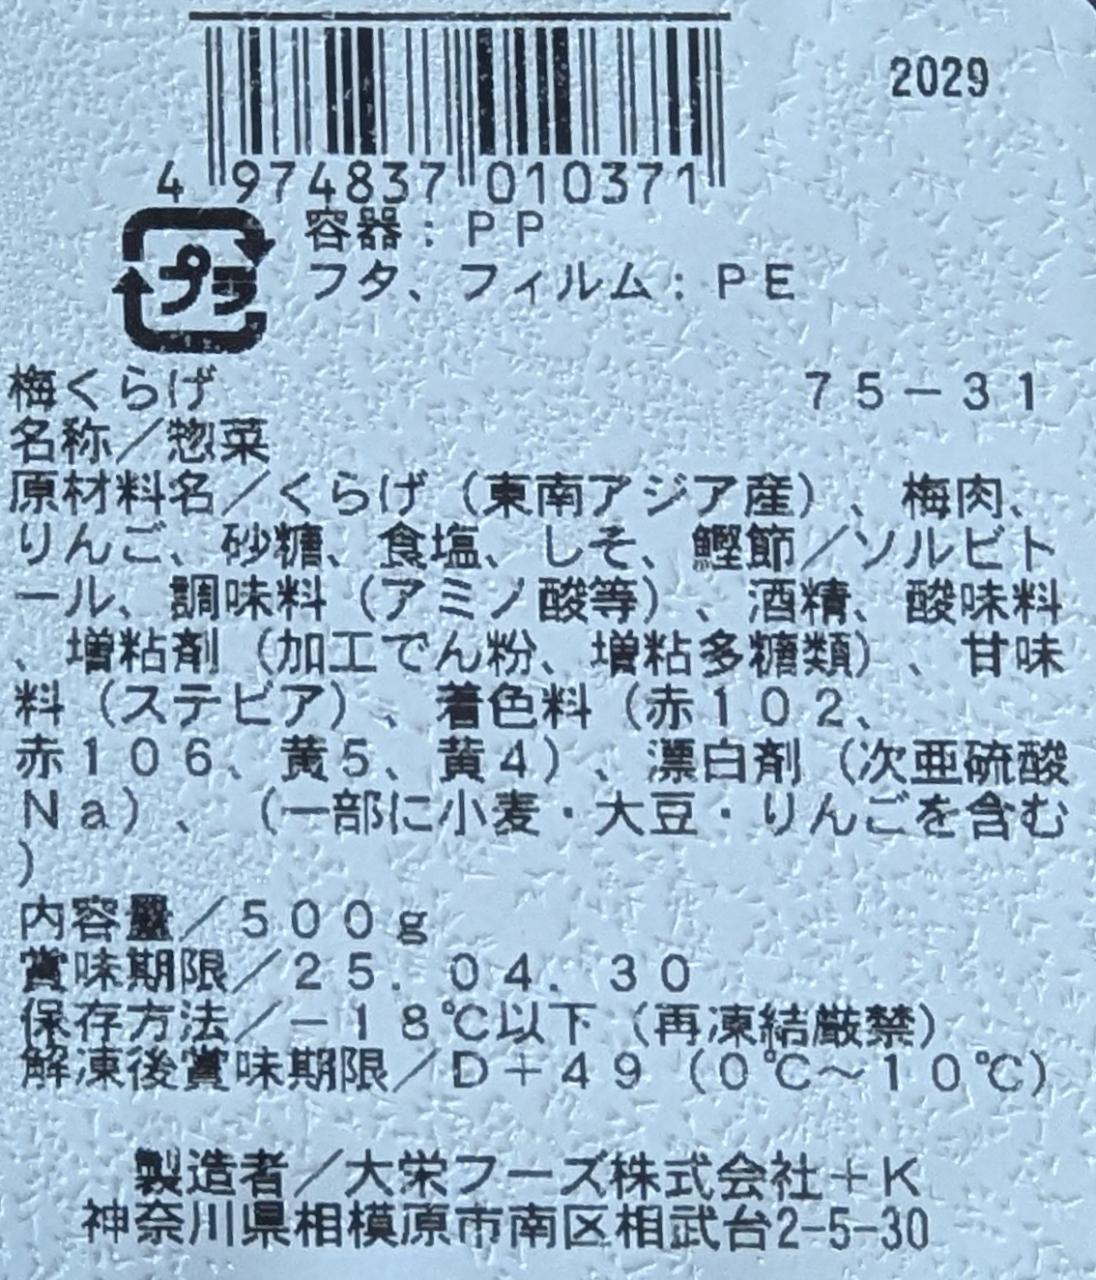 2029
4 974837 010371
プラ
容器：PP
フタ、フィルム：PE
梅くらげ 75－31
名称／惣菜
原材料名／くらげ（東南アジア産）、梅肉、
りんご、砂糖、食塩、しそ、鰹節／ソルビト
ール、調味料（アミノ酸等）、酒精、酸味料
、増粘剤（加工でん粉、増粘多糖類）、甘味
料（ステビア）、着色料（赤102、
赤106、黄5、黄4）、漂白剤（次亜硫酸
Na）、（一部に小麦・大豆・りんごを含む
）
内容量／500g
賞味期限／25．04．30
保存方法／－18℃以下（再凍結厳禁）
解凍後賞味期限／D＋49（0℃～10℃）
製造者／大栄フーズ株式会社＋K
神奈川県相模原市南区相武台2-5-30